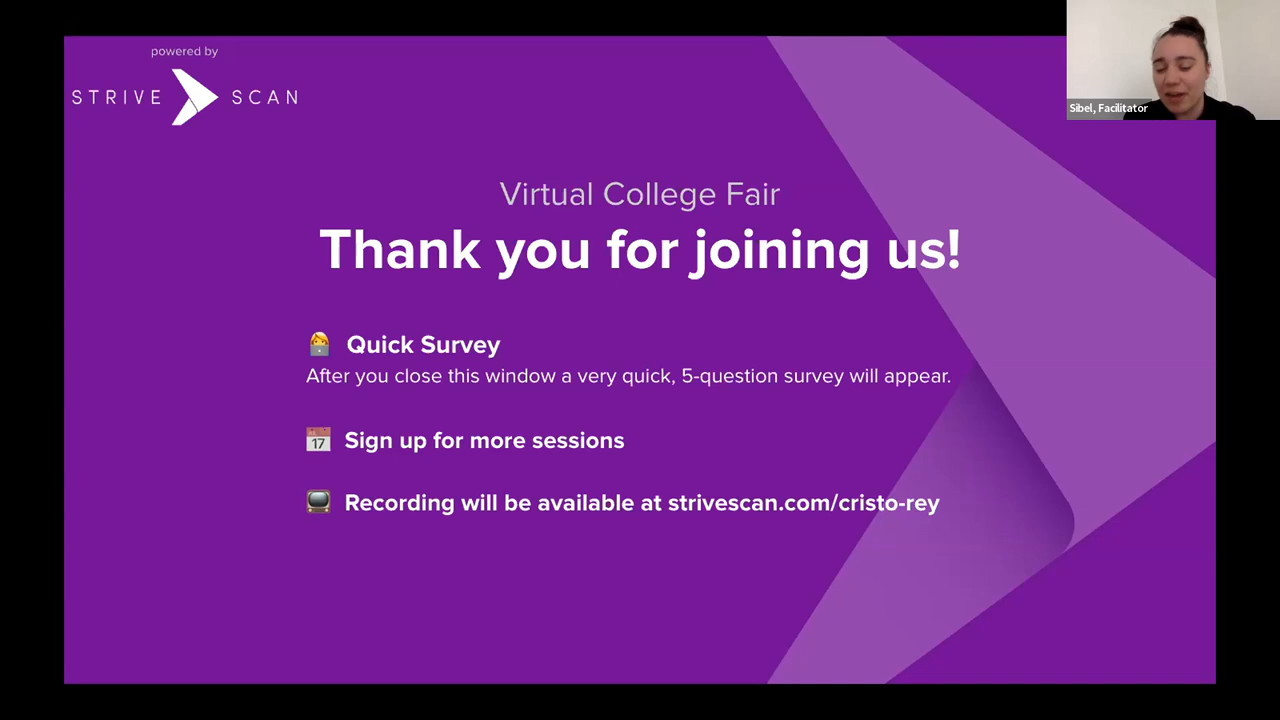 powered by
STRIVE SCAN
Sibel, Facilitator
Virtual College Fair
Thank you for joining us!
Quick Survey
After you close this window a very quick, 5-question survey will appear.
17
Sign up for more sessions
Recording will be available at strivescan.com/cristo-rey